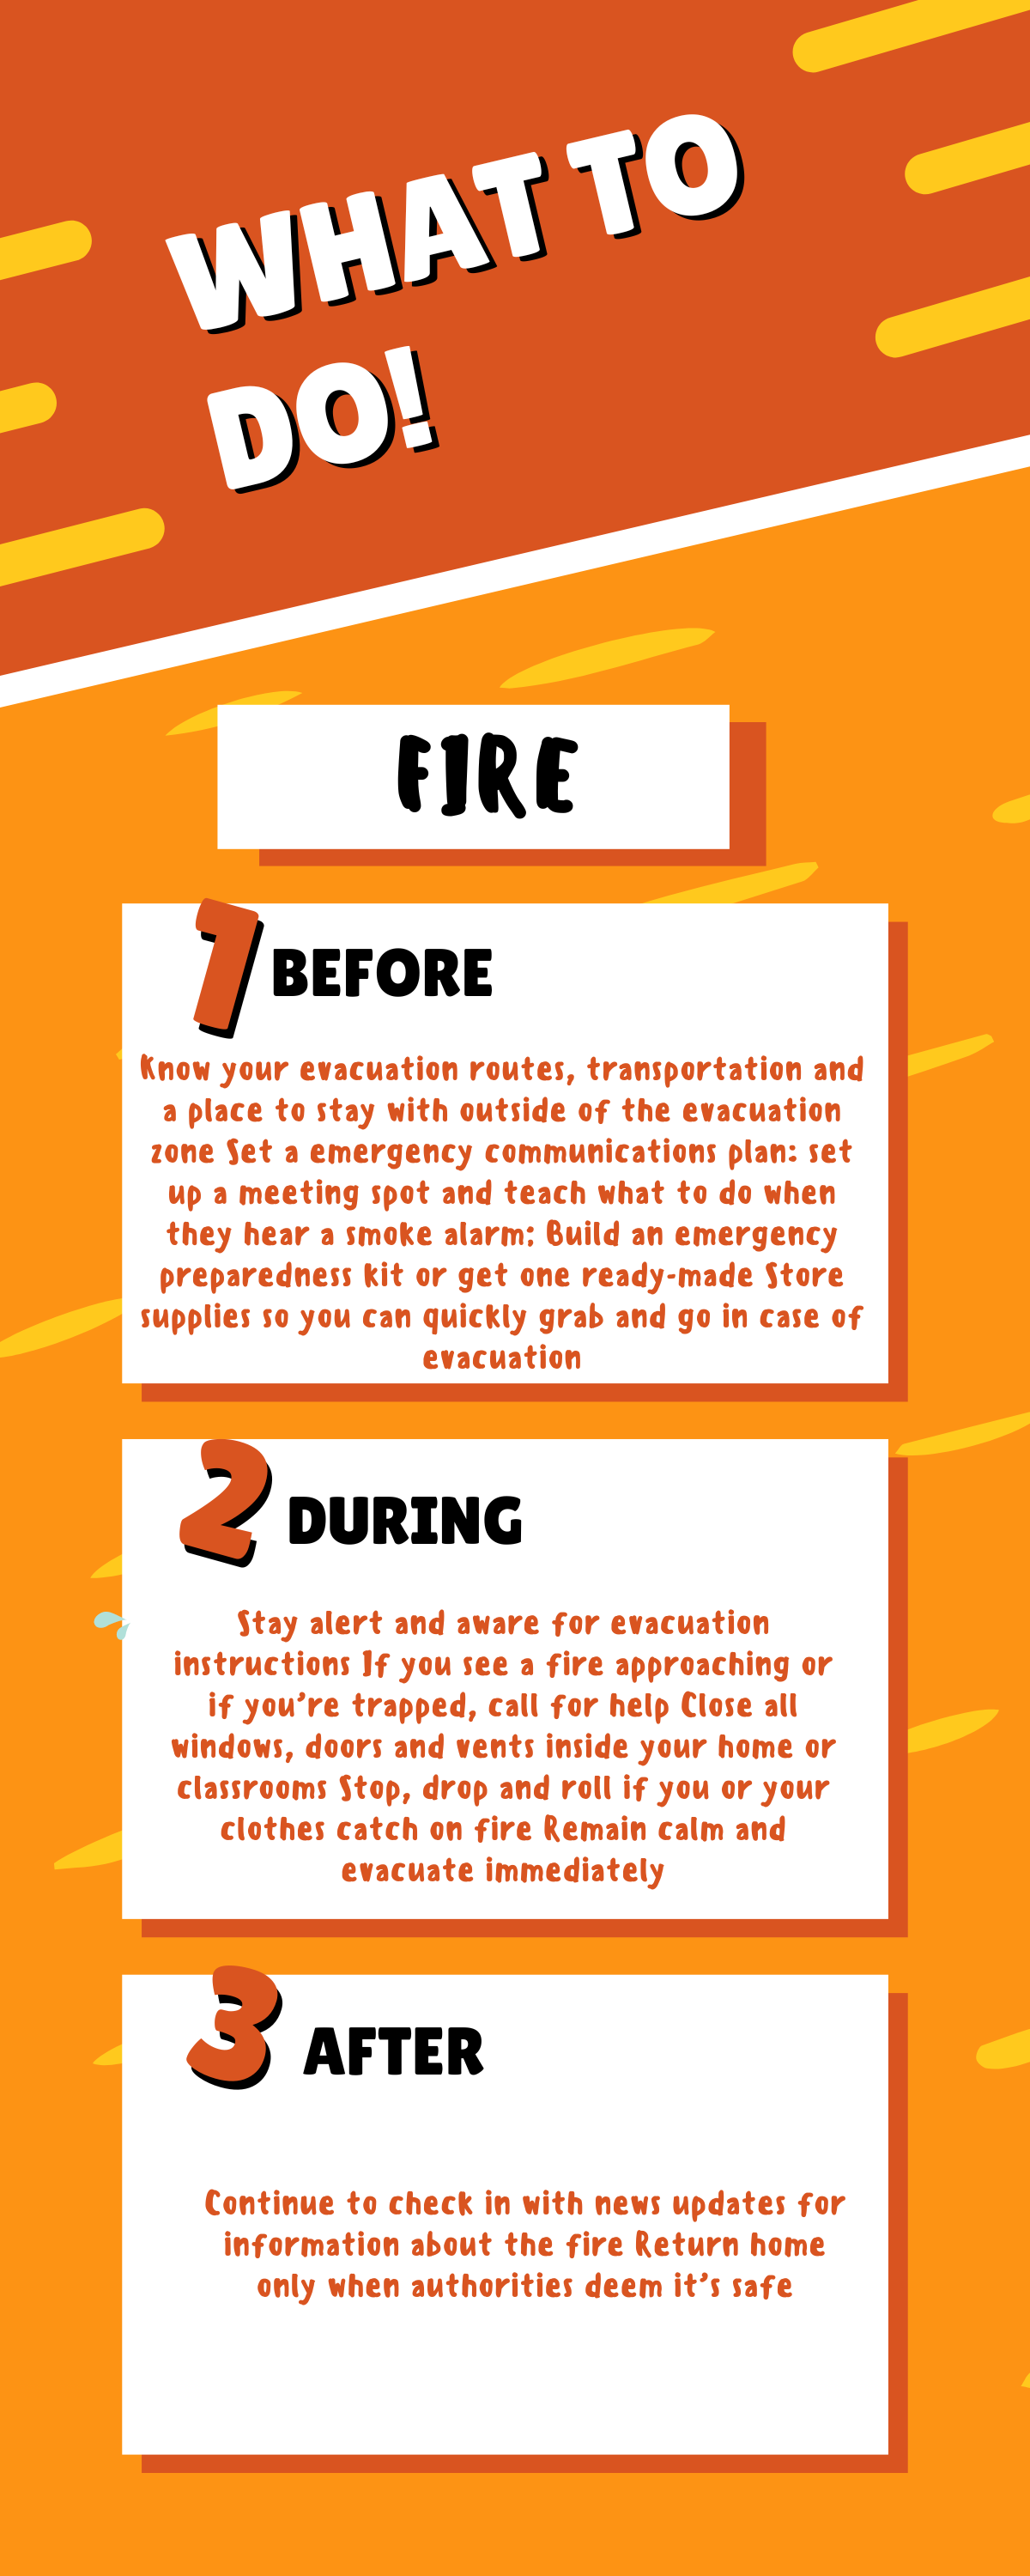 WHAT TO
DO!
FIRE
1 BEFORE
Know your evacuation routes, transportation and
a place to stay with outside of the evacuation
zone Set a emergency communications plan: set
up a meeting spot and teach what to do when
they hear a smoke alarm: Build an emergency
preparedness kit or get one ready-made Store
supplies so you can quickly grab and go in case of
evacuation
2 DURING
Stay alert and aware for evacuation
instructions If you see a fire approaching or
if you’re trapped, call for help Close all
windows, doors and vents inside your home or
classrooms Stop, drop and roll if you or your
clothes catch on fire Remain calm and
evacuate immediately
3 AFTER
Continue to check in with news updates for
information about the fire Return home
only when authorities deem it’s safe